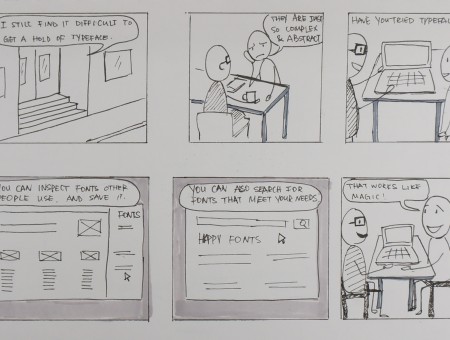 I STILL FIND IT DIFFICULT TO
GET A HOLD OF TYPEFACE.
THEY ARE JUST
SO COMPLEX
& ABSTRACT
HAVE YOU TRIED
YOU CAN INSPECT FONTS OTHER
PEOPLE USE, AND SAVE IT.
FONTS
YOU CAN ALSO SEARCH FOR
FONTS THAT MEET YOUR NEEDS
HAPPY FONTS
THAT WORKS LIKE
MAGIC!